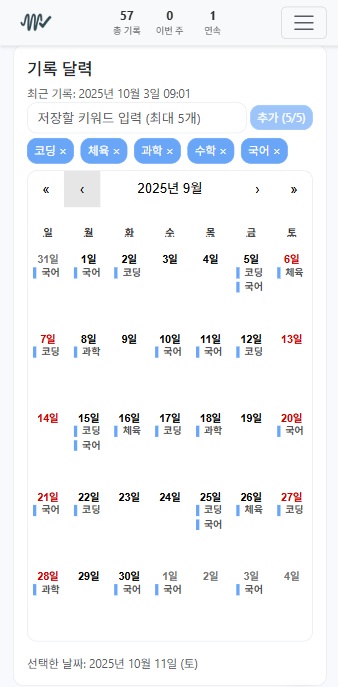 57 0 1
총 기록 이번 주 연속
기록 달력
최근 기록: 2025년 10월 3일 09:01
저장할 키워드 입력 (최대 5개) 추가 (5/5)
코딩 × 체육 × 과학 × 수학 × 국어 ×
« ‹ 2025년 9월 › »
일 월 화 수 목 금 토
31일 1일 2일 3일 4일 5일 6일
국어 국어 코딩 코딩 체육
국어
7일 8일 9일 10일 11일 12일 13일
코딩 과학 국어 국어 코딩
14일 15일 16일 17일 18일 19일 20일
코딩 체육 코딩 과학 국어
국어
21일 22일 23일 24일 25일 26일 27일
국어 코딩 코딩 체육 코딩
국어
28일 29일 30일 1일 2일 3일 4일
과학 국어 국어 국어
선택한 날짜: 2025년 10월 11일 (토)